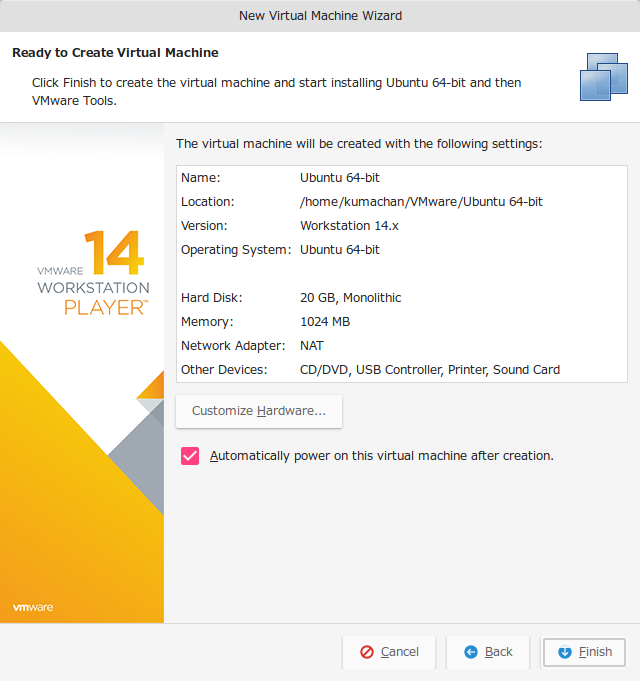 New Virtual Machine Wizard
Ready to Create Virtual Machine
Click Finish to create the virtual machine and start installing Ubuntu 64-bit and then
VMware Tools.
The virtual machine will be created with the following settings:
Name: Ubuntu 64-bit
Location: /home/kumachan/VMware/Ubuntu 64-bit
Version: Workstation 14.x
Operating System: Ubuntu 64-bit
Hard Disk: 20 GB, Monolithic
Memory: 1024 MB
Network Adapter: NAT
Other Devices: CD/DVD, USB Controller, Printer, Sound Card
VMWARE 14
WORKSTATION
PLAYER™
Customize Hardware...
Automatically power on this virtual machine after creation.
vmware
Cancel Back Finish